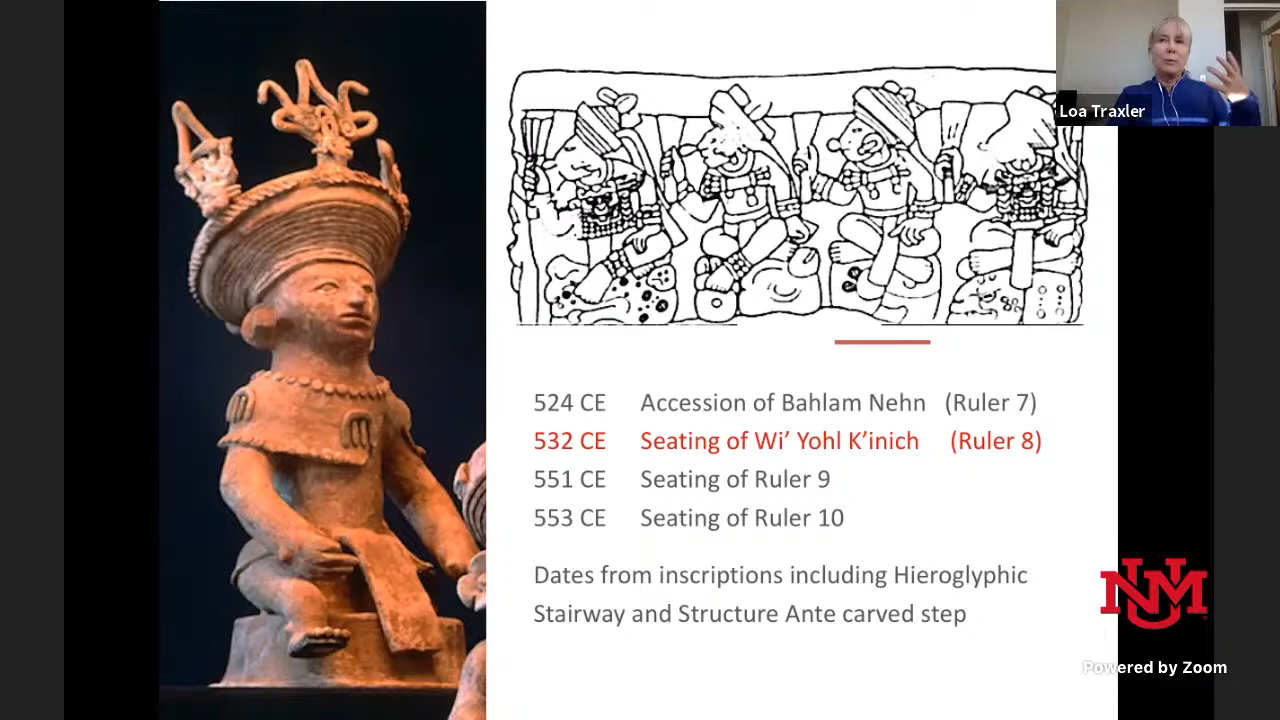 Loa Traxler
524 CE Accession of Bahlam Nehn (Ruler 7)
532 CE Seating of Wi’ Yohl K’inich (Ruler 8)
551 CE Seating of Ruler 9
553 CE Seating of Ruler 10
Dates from inscriptions including Hieroglyphic
Stairway and Structure Ante carved step
UNM
Powered by Zoom